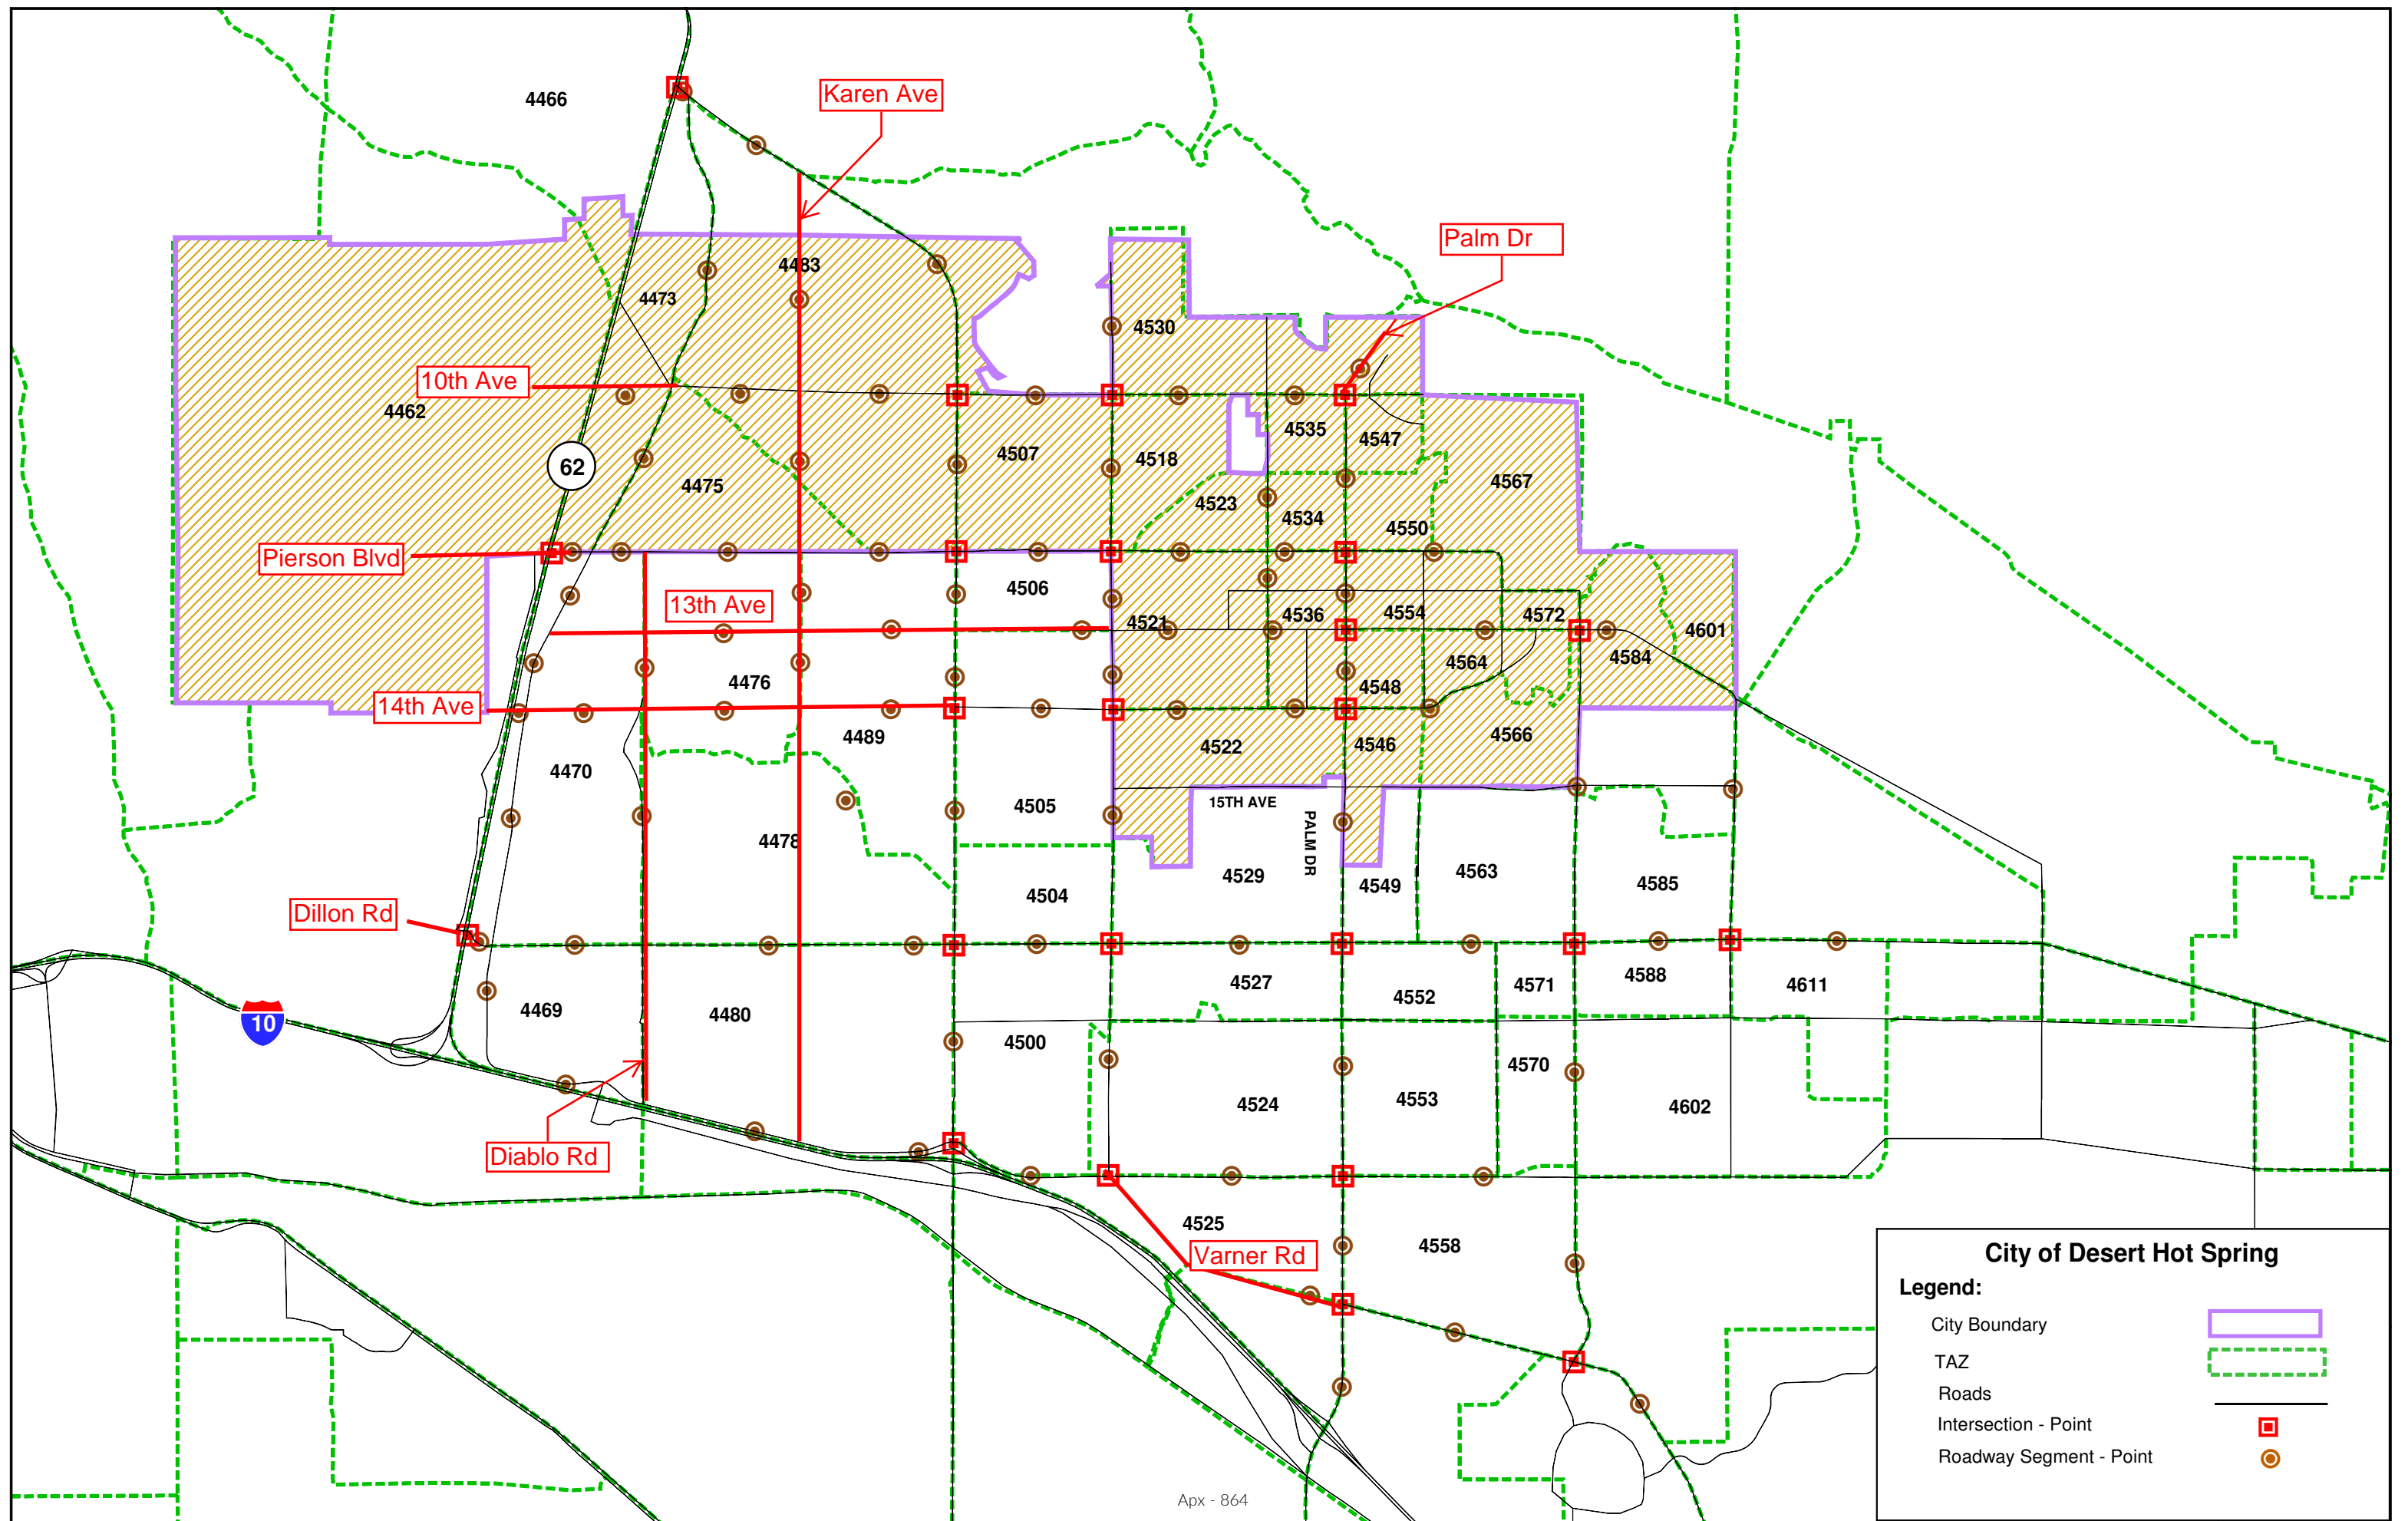 4466
Karen Ave
Palm Dr
4483
4473
4530
10th Ave
4462
4535
4547
4507
4518
62
4475
4567
4523
4534
4550
Pierson Blvd
4506
13th Ave
4536
4554
4572
4521
4601
4584
4564
4476
4548
14th Ave
4489
4522
4546
4566
4470
15TH AVE
4505
PALM DR
4478
4529
4549
4563
4585
4504
Dillon Rd
4527
4552
4571
4588
4611
4469
4480
10
4500
4570
4524
4553
4602
Diablo Rd
4525
Varner Rd
4558
City of Desert Hot Spring
Legend:
City Boundary
TAZ
Roads
Intersection - Point
Roadway Segment - Point
Apx - 864